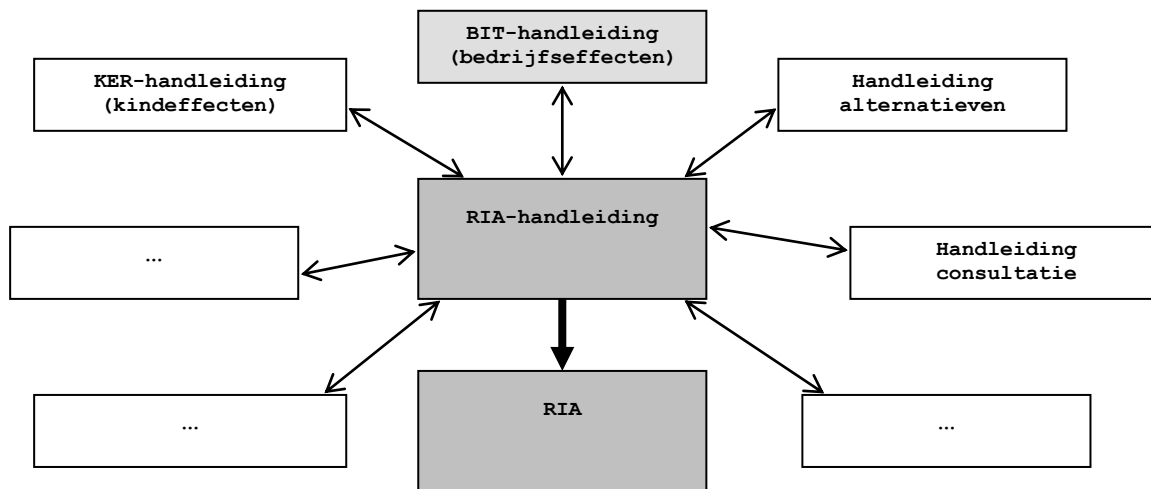 BIT-handleiding
(bedrijfseffecten)
KER-handleiding
(kindeffecten)
Handleiding
alternatieven
RIA-handleiding
…
Handleiding
consultatie
…
RIA
…